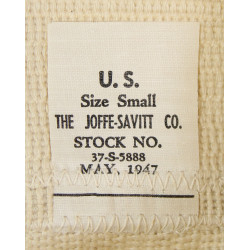 U. S.
Size Small
THE JOFFE-SAVITT CO.
STOCK NO.
37-S-5888
MAY, 1947